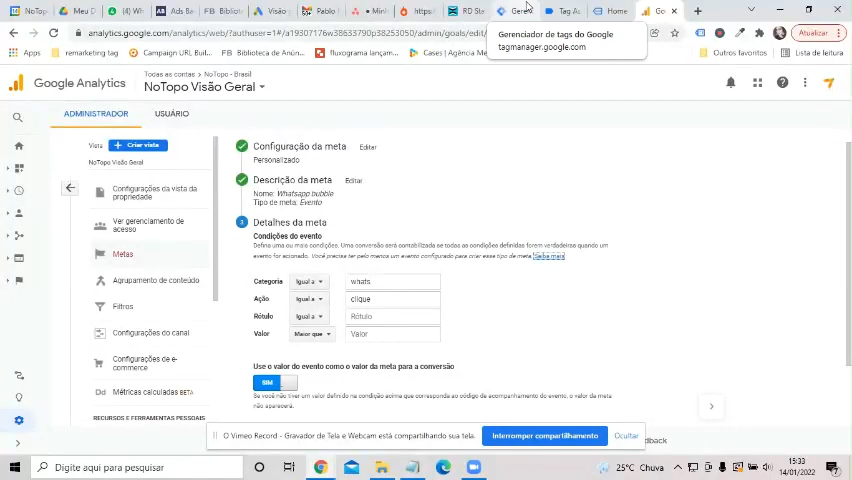 NoTop
Meu D
(4) Wh
Ads Ba
Bibliot
Visão
Pablo
Mini
https:
RD Sta
Geren
Tag As
Home
Go
analytics.google.com/analytics/web/?authuser=1#/a19307176w38633790p38053069/admin/goals/edit/
Atualizar
Gerenciador de tags do Google
tagmanager.google.com
Apps
remarketing tag
Biblioteca de Anún...
fluxograma lançam...
Cases (Agência M
Outros favoritos
Lista de leitura
Google Analytics
Todas as contas > NoTopo - Brasil
NoTopo Visão Geral
ADMINISTRADOR
USUÁRIO
Vista
+ Criar vista
NoTopo Visão Geral
Configurações da vista da
propriedade
Ver gerenciamento de
acesso
Metas
Agrupamento de conteúdo
Filtros
Configurações do canal
Configurações de e-
commerce
Dd Métricas calculadas BETA
RECURSOS E FERRAMENTAS PESSOAIS
Configuração da meta Editar
Personalizado
Descrição da meta Editar
Nome: Whatsapp bubble
Tipo de meta: Evento
3 Detalhes da meta
Condições do evento
Defina uma ou mais condições. Uma conversão será contabilizada se todas as condições definidas forem verdadeiras quando um
evento for acionado. Você precisa ter pelo menos um evento configurado para criar esse tipo de meta. Saiba mais
Categoria Igual a whats
Ação Igual a clique
Rótulo Igual a Rótulo
Valor Maior que Valor
Use o valor do evento como o valor da meta para a conversão
SIM
Se você não tiver um valor definido na condição acima que corresponda ao código de acompanhamento do evento, o valor da meta
não aparecerá.
O Vimeo Record - Gravador de Tela e Webcam está compartilhando sua tela.
Interromper compartilhamento
Ocultar
edback
Digite aqui para pesquisar
25°C Chuva
15:33
14/01/2022